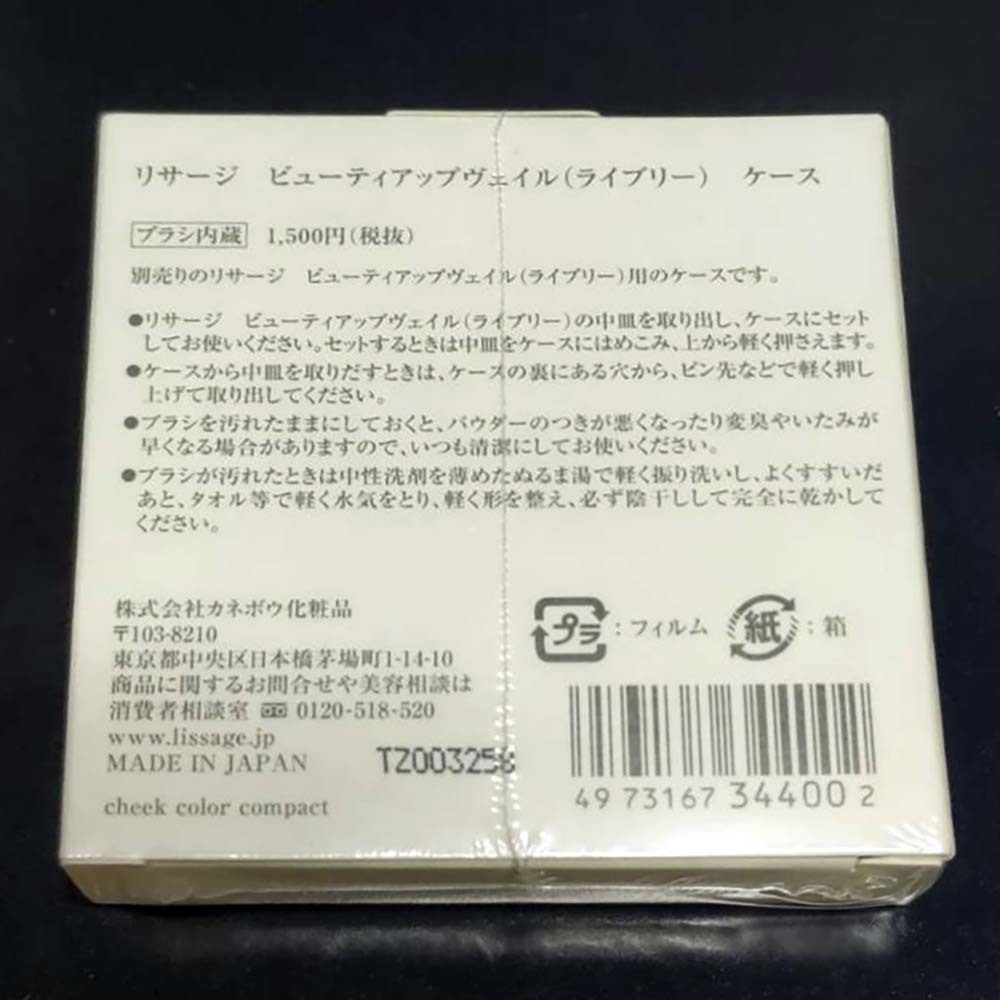 リサージ　ビューティアップヴェイル（ライブリー）　ケース
ブラシ内蔵 1,500円（税抜）
別売りのリサージ　ビューティアップヴェイル（ライブリー）用のケースです。
●リサージ　ビューティアップヴェイル（ライブリー）の中皿を取り出し、ケースにセット
してお使いください。セットするときは中皿をケースにはめこみ、上から軽く押さえます。
●ケースから中皿を取りだすときは、ケースの裏にある穴から、ピン先などで軽く押し
上げて取り出してください。
●ブラシを汚れたままにしておくと、パウダーのつきが悪くなったり変臭やいたみが
早くなる場合がありますので、いつも清潔にしてお使いください。
●ブラシが汚れたときは中性洗剤を薄めたぬるま湯で軽く振り洗いし、よくすすいだ
あと、タオル等で軽く水気をとり、軽く形を整え、必ず陰干しして完全に乾かして
ください。
株式会社カネボウ化粧品
〒103-8210
東京都中央区日本橋茅場町1-14-10
商品に関するお問合せや美容相談は
消費者相談室 0120-518-520
www.lissage.jp
MADE IN JAPAN
TZ003258
cheek color compact
プラ：フィルム
紙：箱
4973167344002